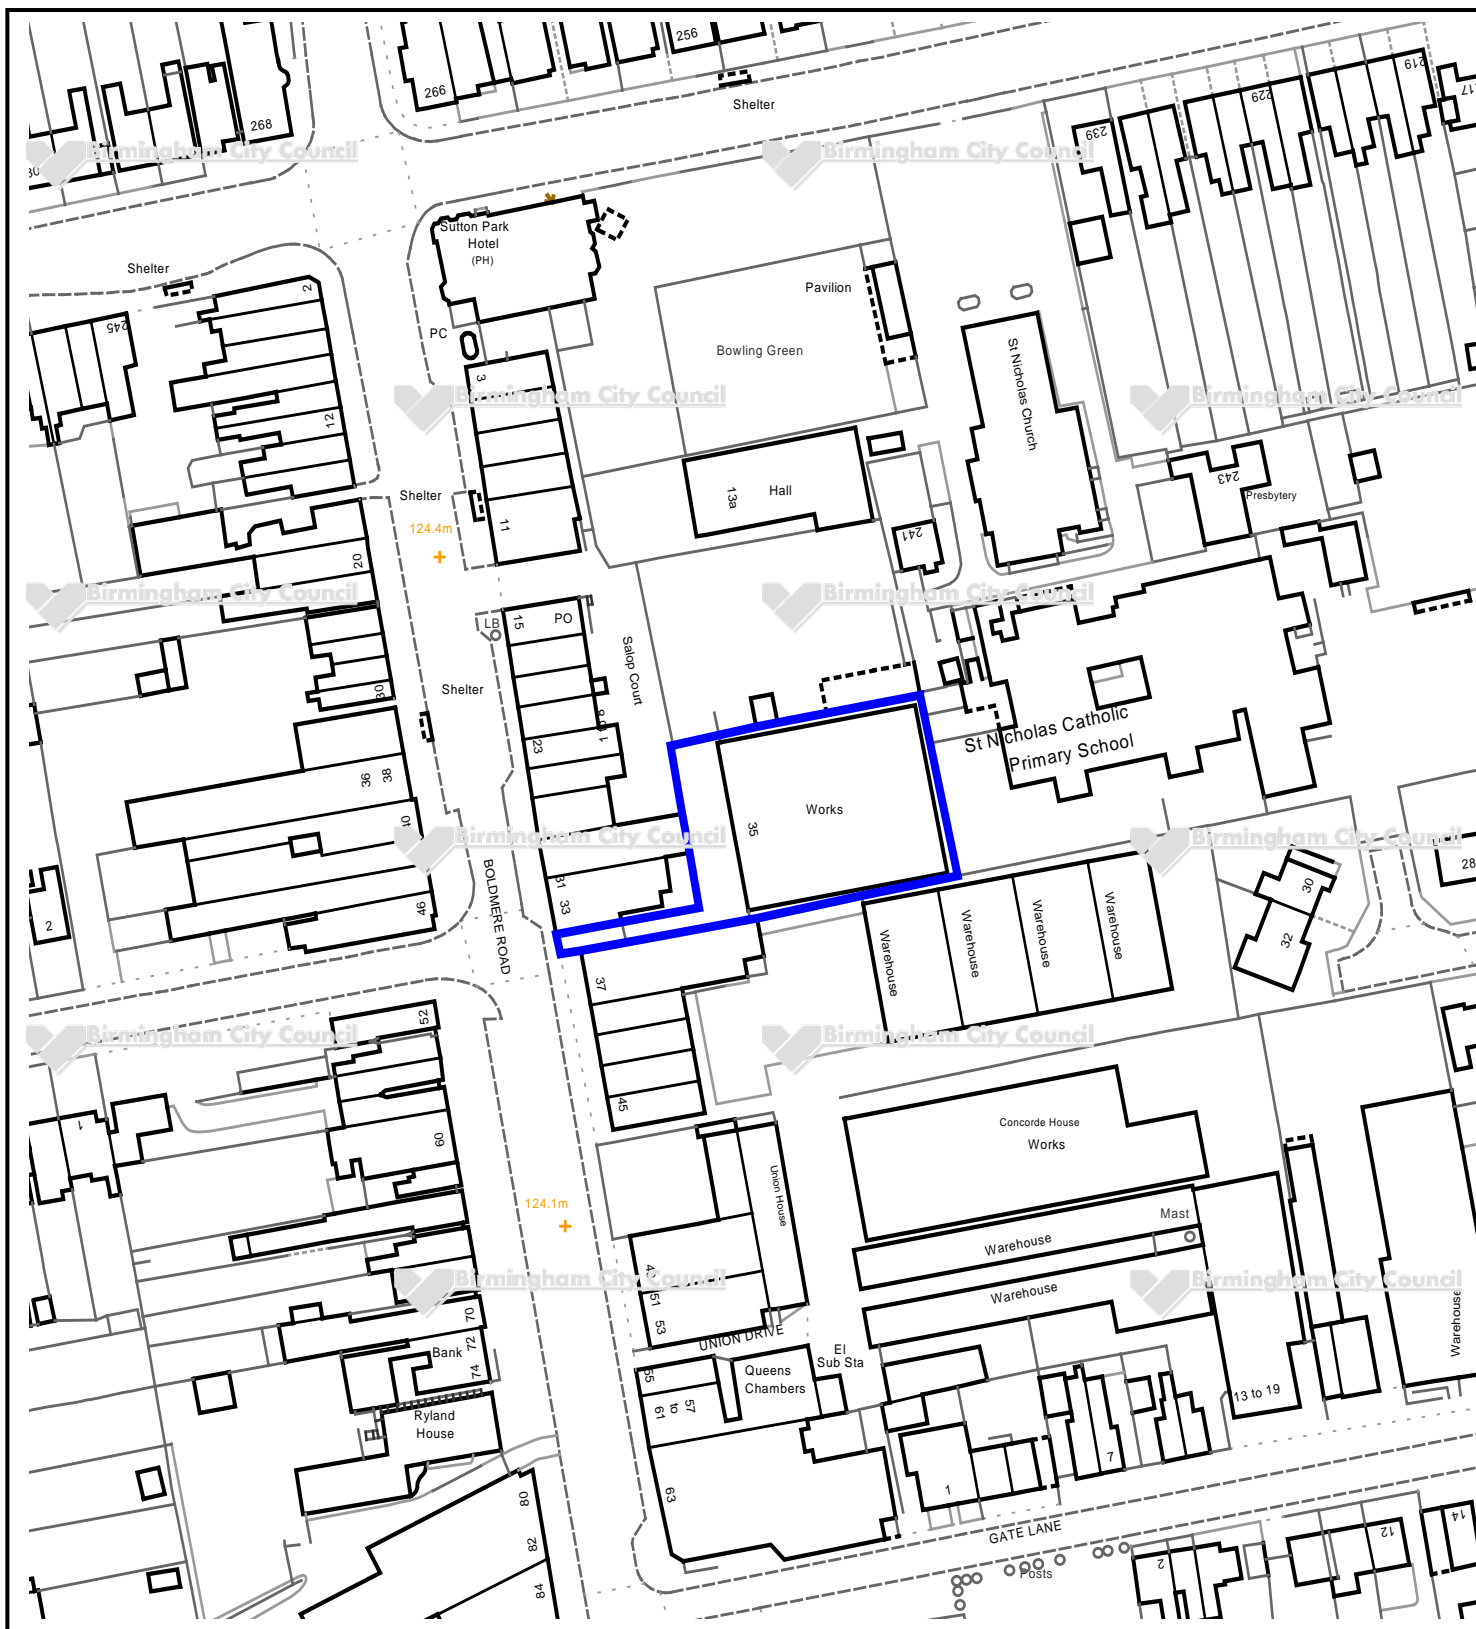 256
266
268
Shelter
219
217
229
239
Birmingham City Council
Birmingham City Council
Sutton Park
Hotel
(PH)
Shelter
2
245
PC
Pavilion
Bowling Green
3
St Nicholas Church
Birmingham City Council
Birmingham City Council
12
Shelter
124.4m
11
13a
Hall
243
Presbytery
241
20
Birmingham City Council
Birmingham City Council
LB
15
PO
Salop Court
30
Shelter
23
36
38
40
St Nicholas Catholic
Primary School
Works
35
Birmingham City Council
Birmingham City Council
28
30
32
31
33
46
2
BOLDMERE ROAD
Warehouse
Warehouse
Warehouse
Warehouse
37
52
Birmingham City Council
Birmingham City Council
45
1
60
Concorde House
Works
Union House
124.1m
Mast
Warehouse
Warehouse
Birmingham City Council
Birmingham City Council
Warehouse
51
53
70
72
74
Bank
UNION DRIVE
El
Sub Sta
Queens
Chambers
55
57
to
61
13 to 19
Ryland
House
63
1
7
80
82
84
GATE LANE
Posts
2
12
14